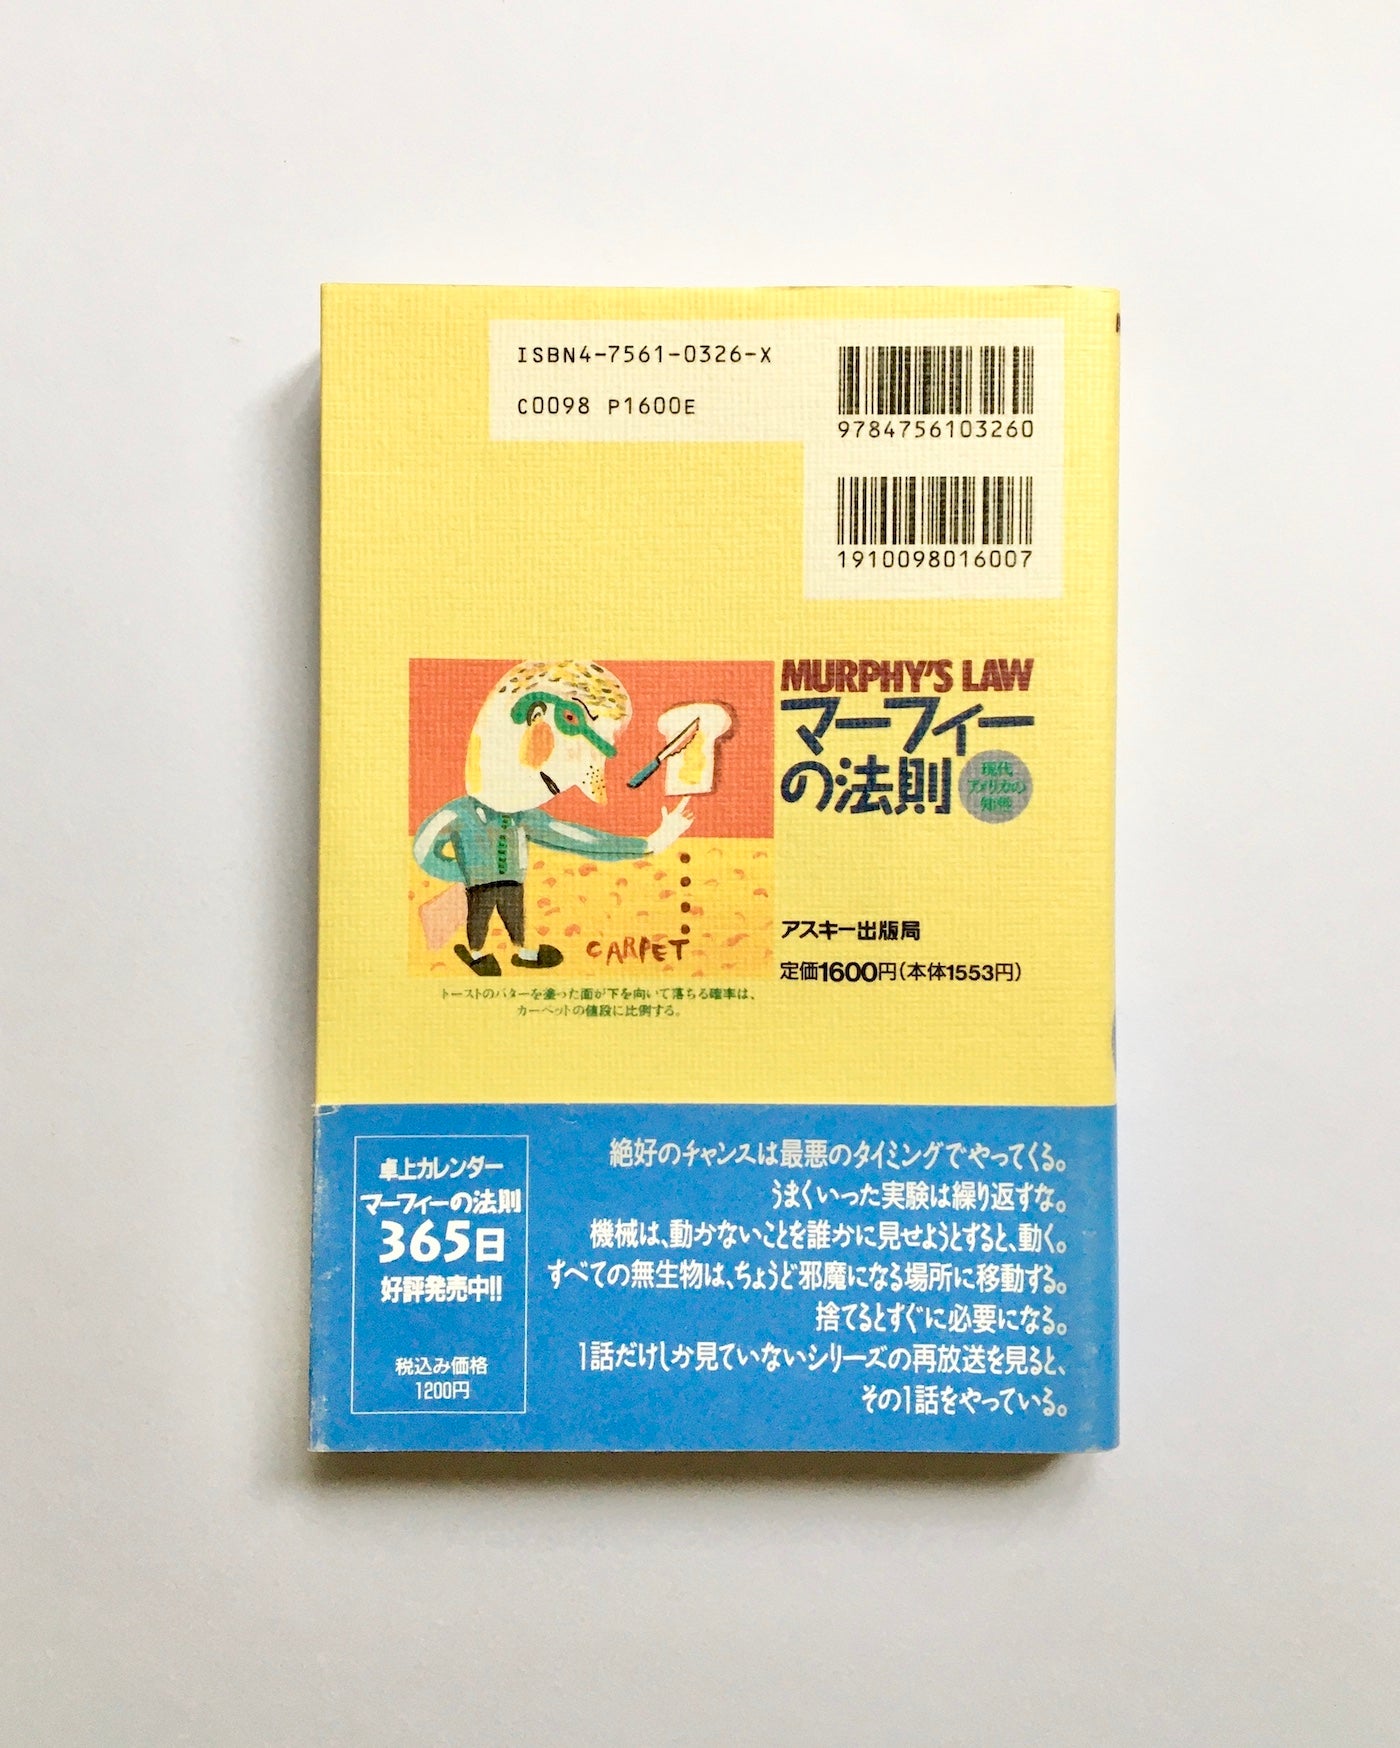 ISBN4-7561-0326-X
C0098 P1600E
9784756103260
1910098016007
MURPHY'S LAW
マーフィー
の法則
現代
アメリカの
知性
CARPET
アスキー出版局
定価1600円(本体1553円)
トーストのバターを塗った面が下を向いて落ちる確率は、
カーペットの値段に比例する。
卓上カレンダー
マーフィーの法則
365日
好評発売中!!
税込み価格
1200円
絶好のチャンスは最悪のタイミングでやってくる。
うまくいった実験は繰り返すな。
機械は、動かないことを誰かに見せようとすると、動く。
すべての無生物は、ちょうど邪魔になる場所に移動する。
捨てるとすぐに必要になる。
1話だけしか見ていないシリーズの再放送を見ると、
その1話をやっている。